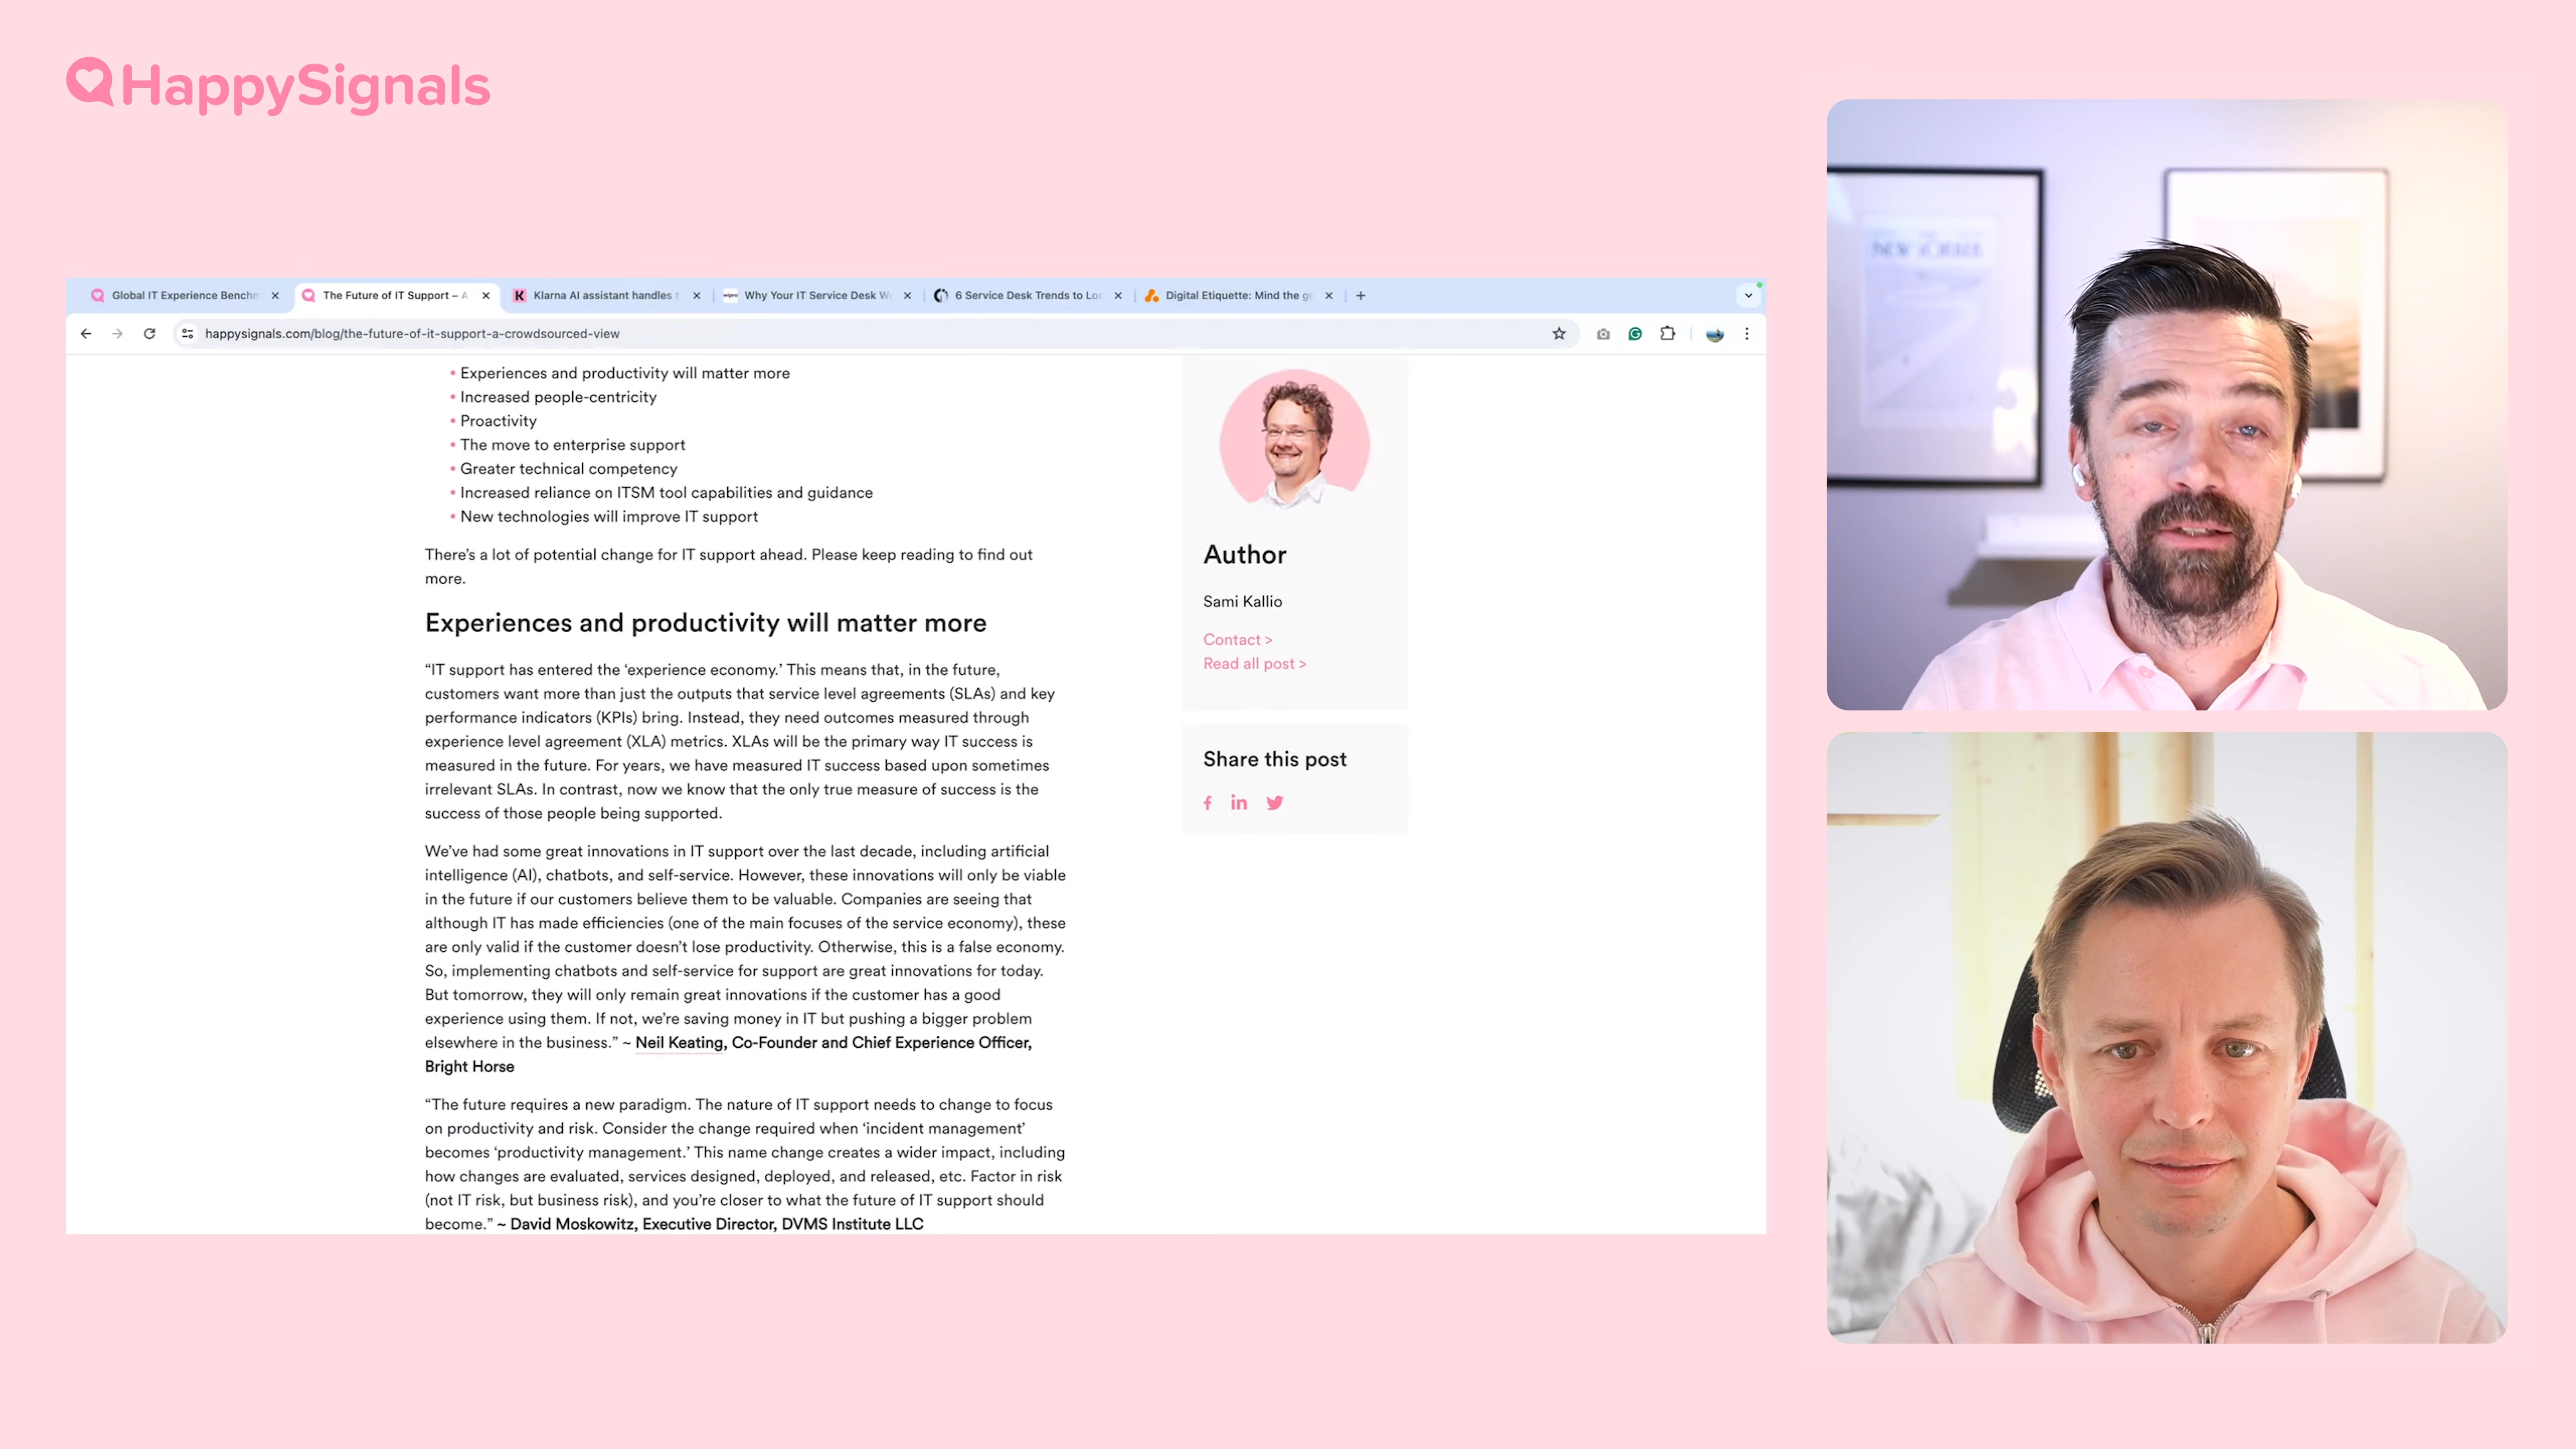 HappySignals
Global IT Experience Benchm
The Future of IT Support – A
Klarna AI assistant handles t
wipro
Why Your IT Service Desk Wo
6 Service Desk Trends to Loo
Digital Etiquette: Mind the ge
happysignals.com/blog/the-future-of-it-support-a-crowdsourced-view
• Experiences and productivity will matter more
• Increased people-centricity
• Proactivity
• The move to enterprise support
• Greater technical competency
• Increased reliance on ITSM tool capabilities and guidance
• New technologies will improve IT support
There’s a lot of potential change for IT support ahead. Please keep reading to find out
more.
Experiences and productivity will matter more
“IT support has entered the ‘experience economy.’ This means that, in the future,
customers want more than just the outputs that service level agreements (SLAs) and key
performance indicators (KPIs) bring. Instead, they need outcomes measured through
experience level agreement (XLA) metrics. XLAs will be the primary way IT success is
measured in the future. For years, we have measured IT success based upon sometimes
irrelevant SLAs. In contrast, now we know that the only true measure of success is the
success of those people being supported.
We’ve had some great innovations in IT support over the last decade, including artificial
intelligence (AI), chatbots, and self-service. However, these innovations will only be viable
in the future if our customers believe them to be valuable. Companies are seeing that
although IT has made efficiencies (one of the main focuses of the service economy), these
are only valid if the customer doesn’t lose productivity. Otherwise, this is a false economy.
So, implementing chatbots and self-service for support are great innovations for today.
But tomorrow, they will only remain great innovations if the customer has a good
experience using them. If not, we’re saving money in IT but pushing a bigger problem
elsewhere in the business.” ~ Neil Keating, Co-Founder and Chief Experience Officer,
Bright Horse
“The future requires a new paradigm. The nature of IT support needs to change to focus
on productivity and risk. Consider the change required when ‘incident management’
becomes ‘productivity management.’ This name change creates a wider impact, including
how changes are evaluated, services designed, deployed, and released, etc. Factor in risk
(not IT risk, but business risk), and you’re closer to what the future of IT support should
become.” ~ David Moskowitz, Executive Director, DVMS Institute LLC
Author
Sami Kallio
Contact >
Read all post >
Share this post
NEW YORKER